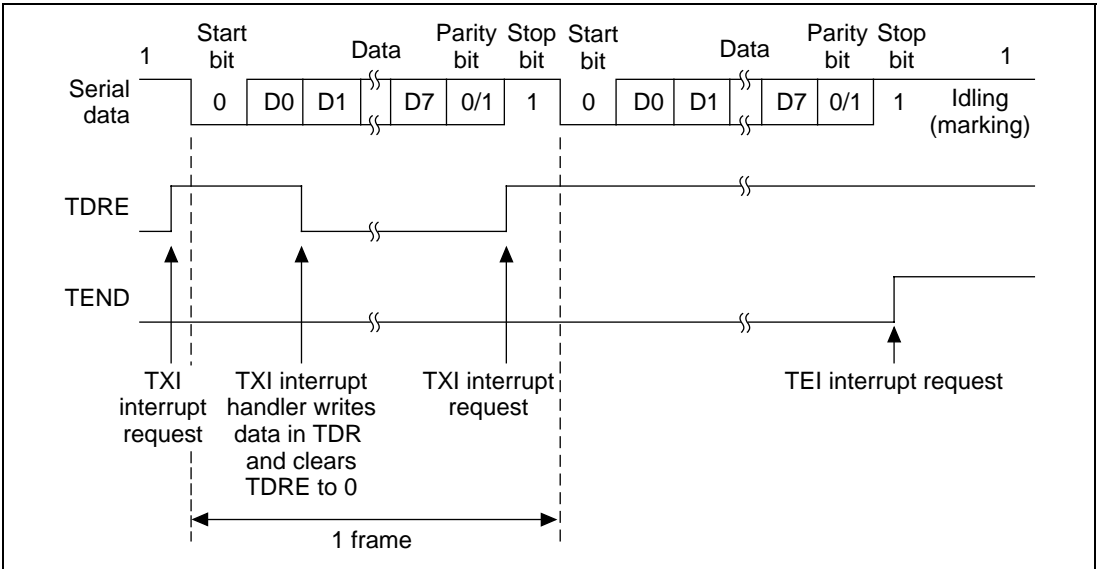 1 Start bit Data Parity bit Stop bit Start bit Data Parity bit Stop bit 1
Serial data 0 D0 D1 D7 0/1 1 0 D0 D1 D7 0/1 1 Idling (marking)
TDRE
TEND
TXI interrupt request
TXI interrupt handler writes data in TDR and clears TDRE to 0
TXI interrupt request
TEI interrupt request
1 frame